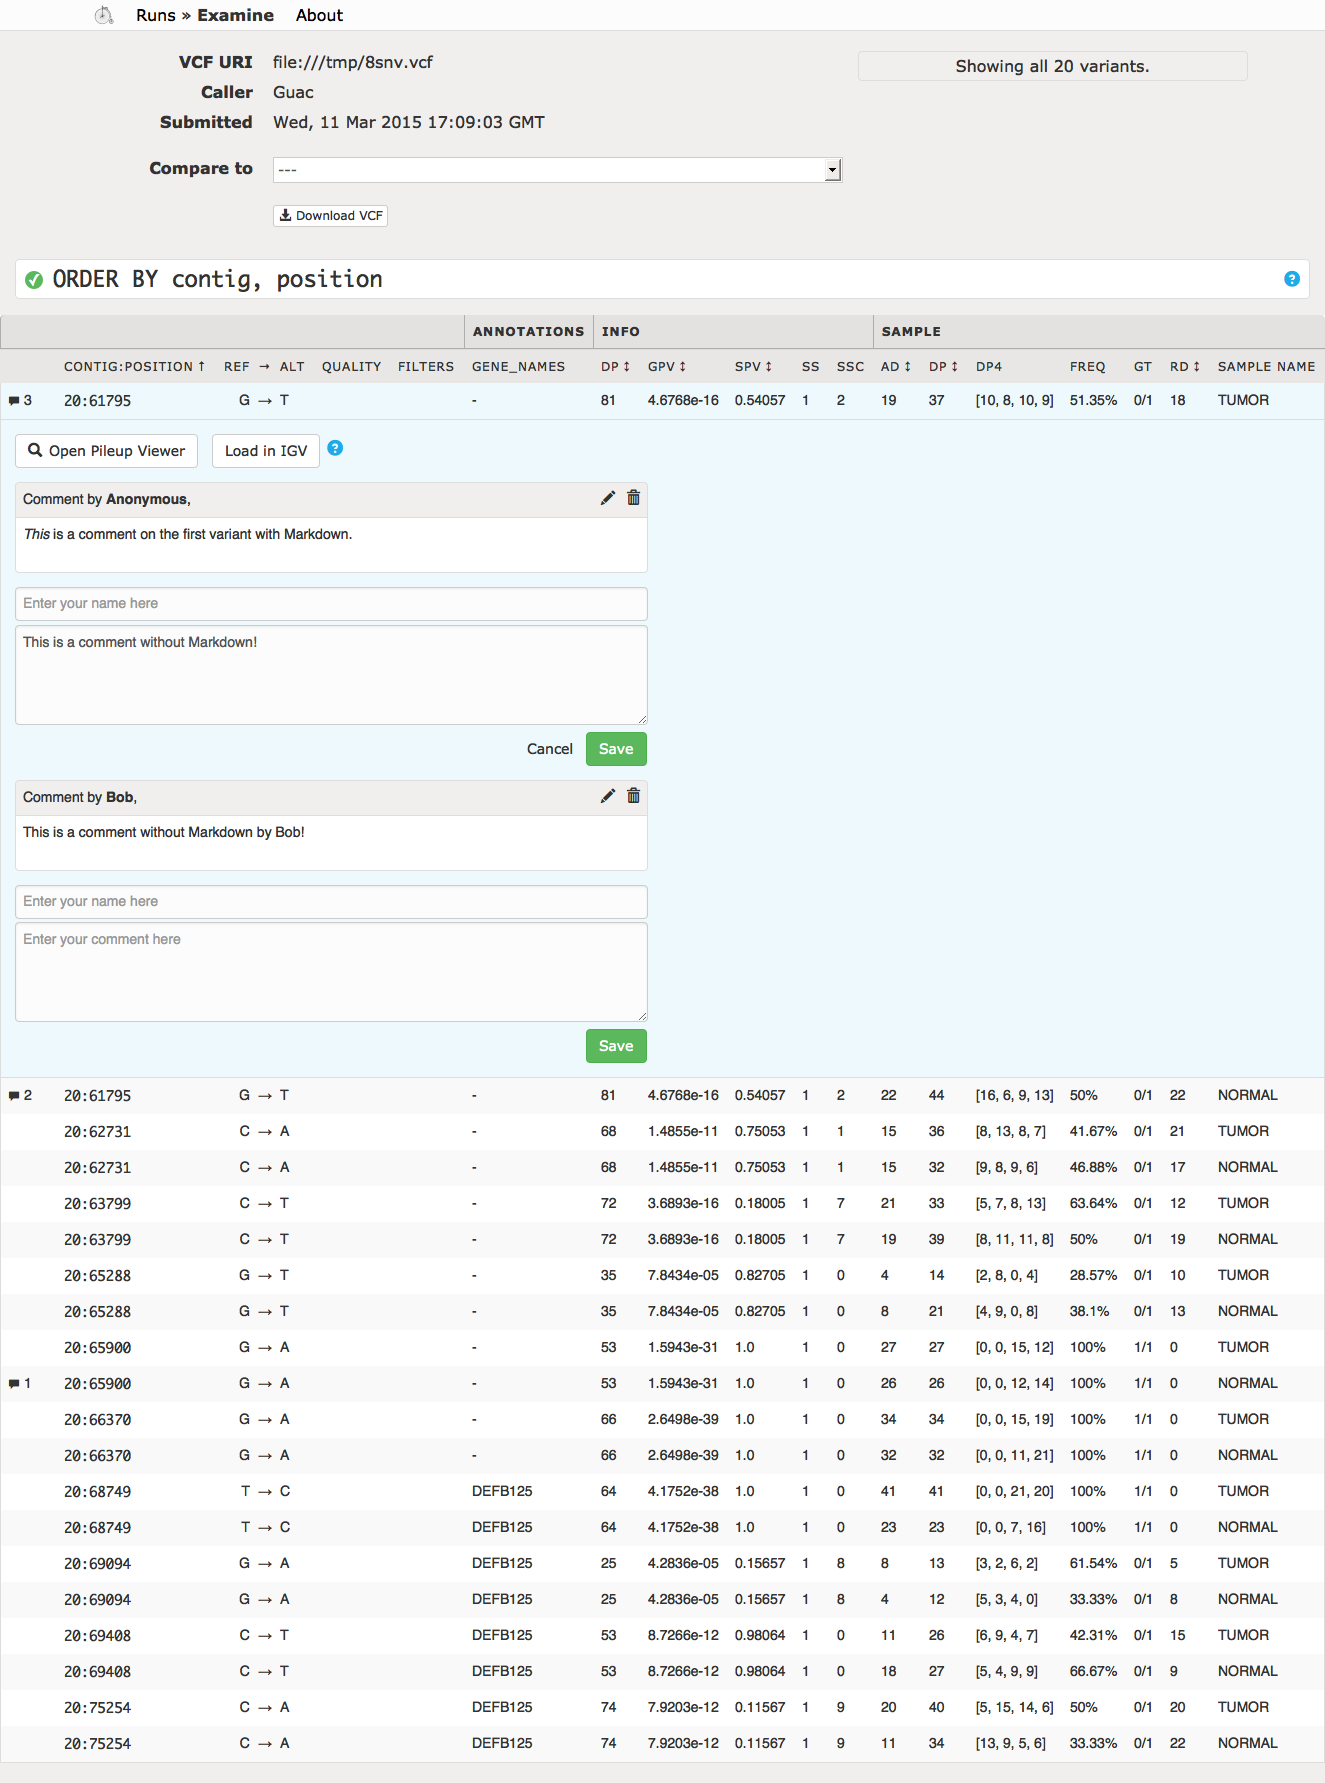 Runs » Examine About
VCF URI file:///tmp/8snv.vcf
Showing all 20 variants.
Caller Guac
Submitted Wed, 11 Mar 2015 17:09:03 GMT
Compare to ---
Download VCF
ORDER BY contig, position ?
ANNOTATIONS INFO SAMPLE
CONTIG:POSITION ↑ REF → ALT QUALITY FILTERS GENE_NAMES DP ↕ GPV ↕ SPV ↕ SS SSC AD ↕ DP ↕ DP4 FREQ GT RD ↕ SAMPLE NAME
3 20:61795 G → T - 81 4.6768e-16 0.54057 1 2 19 37 [10, 8, 10, 9] 51.35% 0/1 18 TUMOR
Open Pileup Viewer Load in IGV ?
Comment by Anonymous,
This is a comment on the first variant with Markdown.
Enter your name here
This is a comment without Markdown!
Cancel Save
Comment by Bob,
This is a comment without Markdown by Bob!
Enter your name here
Enter your comment here
Save
2 20:61795 G → T - 81 4.6768e-16 0.54057 1 2 22 44 [16, 6, 9, 13] 50% 0/1 22 NORMAL
20:62731 C → A - 68 1.4855e-11 0.75053 1 1 15 36 [8, 13, 8, 7] 41.67% 0/1 21 TUMOR
20:62731 C → A - 68 1.4855e-11 0.75053 1 1 15 32 [9, 8, 9, 6] 46.88% 0/1 17 NORMAL
20:63799 C → T - 72 3.6893e-16 0.18005 1 7 21 33 [5, 7, 8, 13] 63.64% 0/1 12 TUMOR
20:63799 C → T - 72 3.6893e-16 0.18005 1 7 19 39 [8, 11, 11, 8] 50% 0/1 19 NORMAL
20:65288 G → T - 35 7.8434e-05 0.82705 1 0 4 14 [2, 8, 0, 4] 28.57% 0/1 10 TUMOR
20:65288 G → T - 35 7.8434e-05 0.82705 1 0 8 21 [4, 9, 0, 8] 38.1% 0/1 13 NORMAL
20:65900 G → A - 53 1.5943e-31 1.0 1 0 27 27 [0, 0, 15, 12] 100% 1/1 0 TUMOR
1 20:65900 G → A - 53 1.5943e-31 1.0 1 0 26 26 [0, 0, 12, 14] 100% 1/1 0 NORMAL
20:66370 G → A - 66 2.6498e-39 1.0 1 0 34 34 [0, 0, 15, 19] 100% 1/1 0 TUMOR
20:66370 G → A - 66 2.6498e-39 1.0 1 0 32 32 [0, 0, 11, 21] 100% 1/1 0 NORMAL
20:68749 T → C DEFB125 64 4.1752e-38 1.0 1 0 41 41 [0, 0, 21, 20] 100% 1/1 0 TUMOR
20:68749 T → C DEFB125 64 4.1752e-38 1.0 1 0 23 23 [0, 0, 7, 16] 100% 1/1 0 NORMAL
20:69094 G → A DEFB125 25 4.2836e-05 0.15657 1 8 8 13 [3, 2, 6, 2] 61.54% 0/1 5 TUMOR
20:69094 G → A DEFB125 25 4.2836e-05 0.15657 1 8 4 12 [5, 3, 4, 0] 33.33% 0/1 8 NORMAL
20:69408 C → T DEFB125 53 8.7266e-12 0.98064 1 0 11 26 [6, 9, 4, 7] 42.31% 0/1 15 TUMOR
20:69408 C → T DEFB125 53 8.7266e-12 0.98064 1 0 18 27 [5, 4, 9, 9] 66.67% 0/1 9 NORMAL
20:75254 C → A DEFB125 74 7.9203e-12 0.11567 1 9 20 40 [5, 15, 14, 6] 50% 0/1 20 TUMOR
20:75254 C → A DEFB125 74 7.9203e-12 0.11567 1 9 11 34 [13, 9, 5, 6] 33.33% 0/1 22 NORMAL